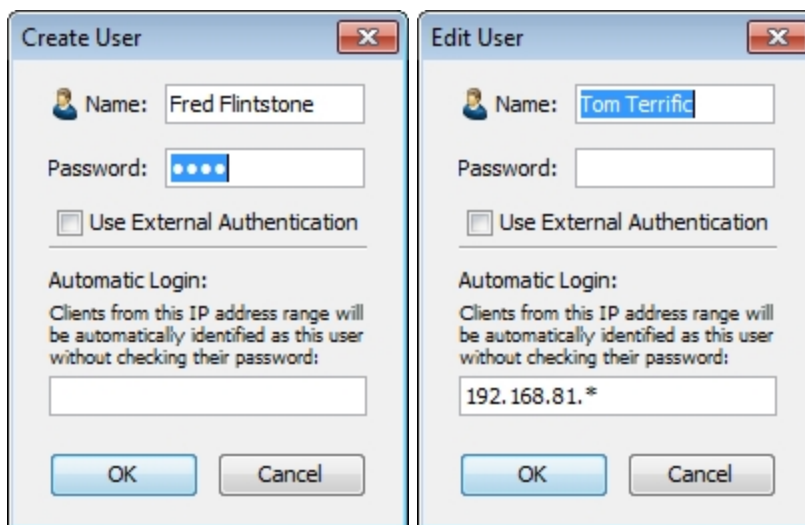 Create User
Name: Fred Flintstone
Password: ●●●●
Use External Authentication
Automatic Login:
Clients from this IP address range will
be automatically identified as this user
without checking their password:
OK Cancel
Edit User
Name: Tom Terrific
Password:
Use External Authentication
Automatic Login:
Clients from this IP address range will
be automatically identified as this user
without checking their password:
192.168.81.*
OK Cancel